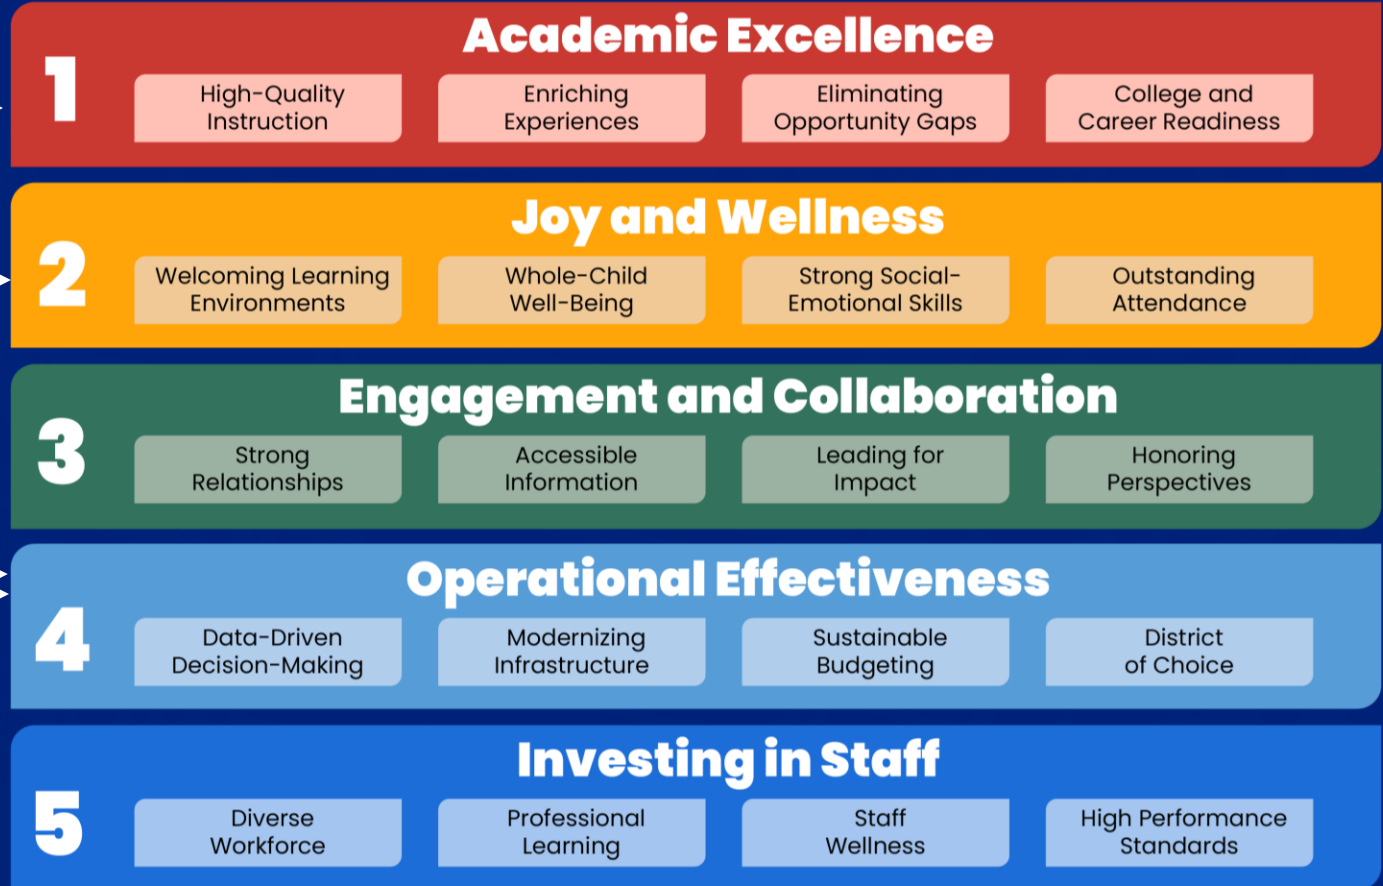 Academic Excellence
1
High-Quality
Instruction
Enriching
Experiences
Eliminating
Opportunity Gaps
College and
Career Readiness
Joy and Wellness
2
Welcoming Learning
Environments
Whole-Child
Well-Being
Strong Social-
Emotional Skills
Outstanding
Attendance
Engagement and Collaboration
3
Strong
Relationships
Accessible
Information
Leading for
Impact
Honoring
Perspectives
Operational Effectiveness
4
Data-Driven
Decision-Making
Modernizing
Infrastructure
Sustainable
Budgeting
District
of Choice
Investing in Staff
5
Diverse
Workforce
Professional
Learning
Staff
Wellness
High Performance
Standards